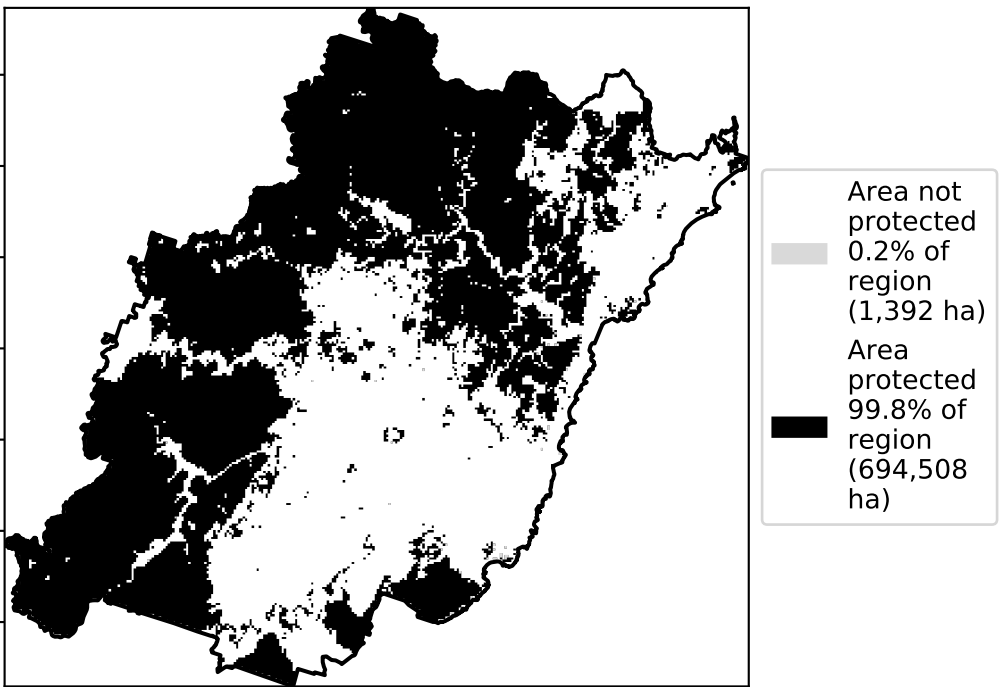 Area not
protected
0.2% of
region
(1,392 ha)
Area
protected
99.8% of
region
(694,508
ha)